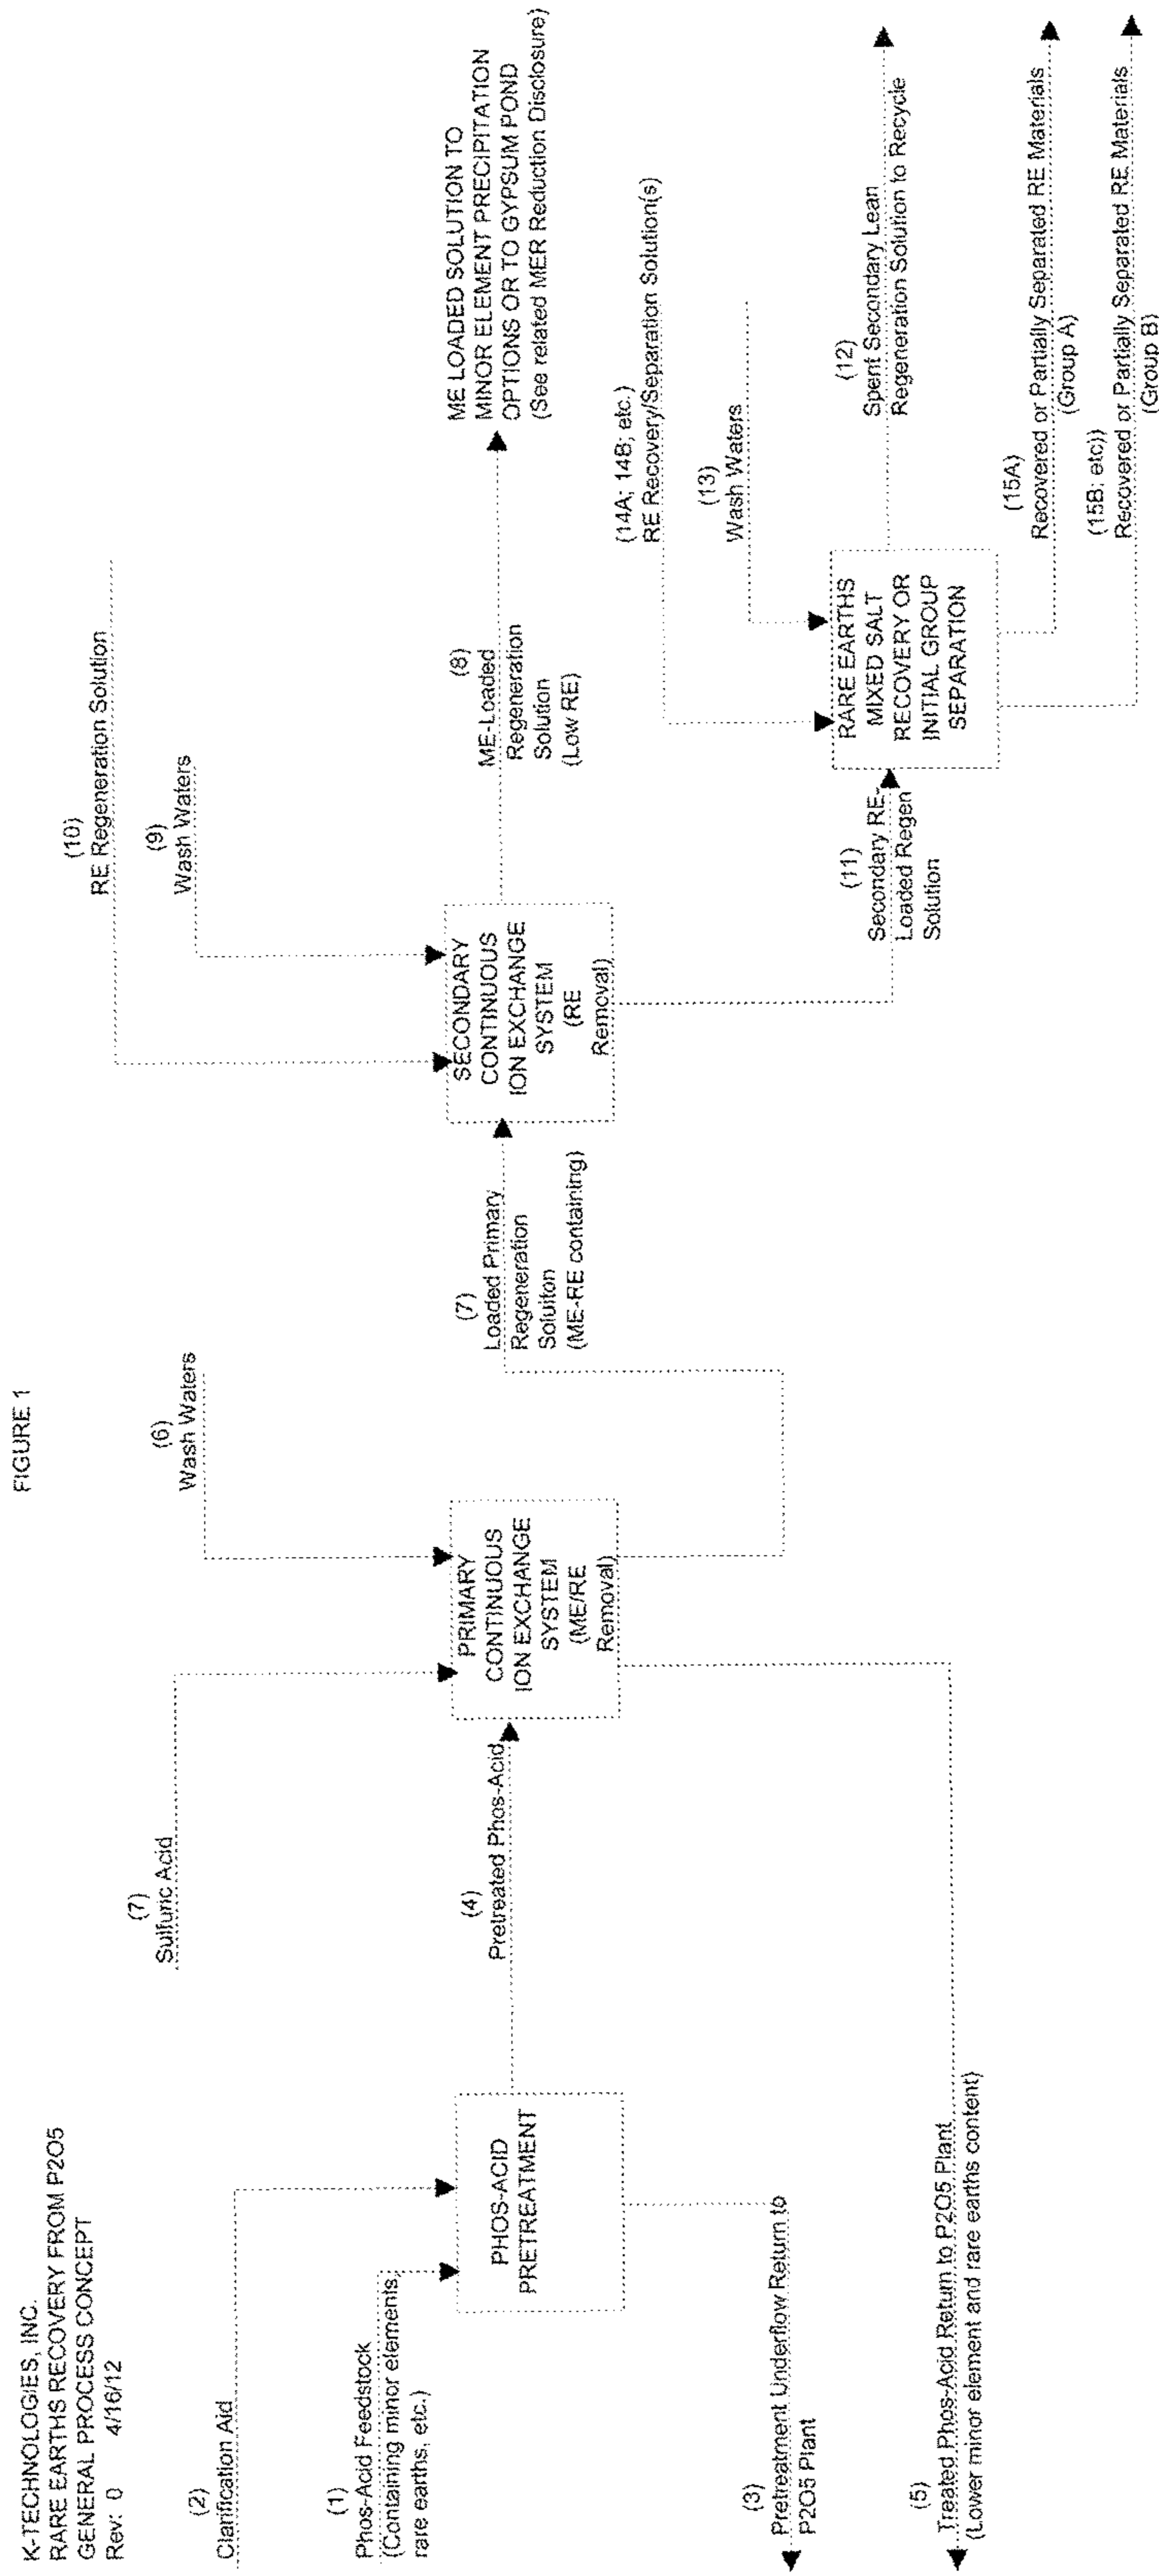 K-TECHNOLOGIES, INC.
RARE EARTHS RECOVERY FROM P2O5
GENERAL PROCESS CONCEPT
Rev: 0 4/16/12
FIGURE 1
(2)
Clarification Aid
(1)
Phos-Acid Feedstock
(Containing minor elements,
rare earths, etc.)
PHOS-ACID
PRETREATMENT
(3)
Pretreatment Underflow Return to
P2O5 Plant
(4)
Pretreated Phos-Acid
(5)
Treated Phos-Acid Return to P2O5 Plant
(Lower minor element and rare earths content)
(7)
Sulfuric Acid
(6)
Wash Waters
PRIMARY
CONTINUOUS
ION EXCHANGE
SYSTEM
(ME/RE
Removal)
(7)
Loaded Primary
Regeneration
Soluiton
(ME-RE containing)
(10)
RE Regeneration Solution
(9)
Wash Waters
SECONDARY
CONTINUOUS
ION EXCHANGE
SYSTEM
(RE
Removal)
(8)
ME-Loaded
Regeneration
Solution
(Low RE)
ME LOADED SOLUTION TO
MINOR ELEMENT PRECIPITATION
OPTIONS OR TO GYPSUM POND
(See related MER Reduction Disclosure)
(11)
Secondary RE-
Loaded Regen
Solution
(14A; 14B; etc.)
RE Recovery/Separation Solution(s)
(13)
Wash Waters
RARE EARTHS
MIXED SALT
RECOVERY OR
INITIAL GROUP
SEPARATION
(12)
Spent Secondary Lean
Regeneration Solution to Recycle
(15A)
Recovered or Partially Separated RE Materials
(Group A)
(15B; etc))
Recovered or Partially Separated RE Materials
(Group B)